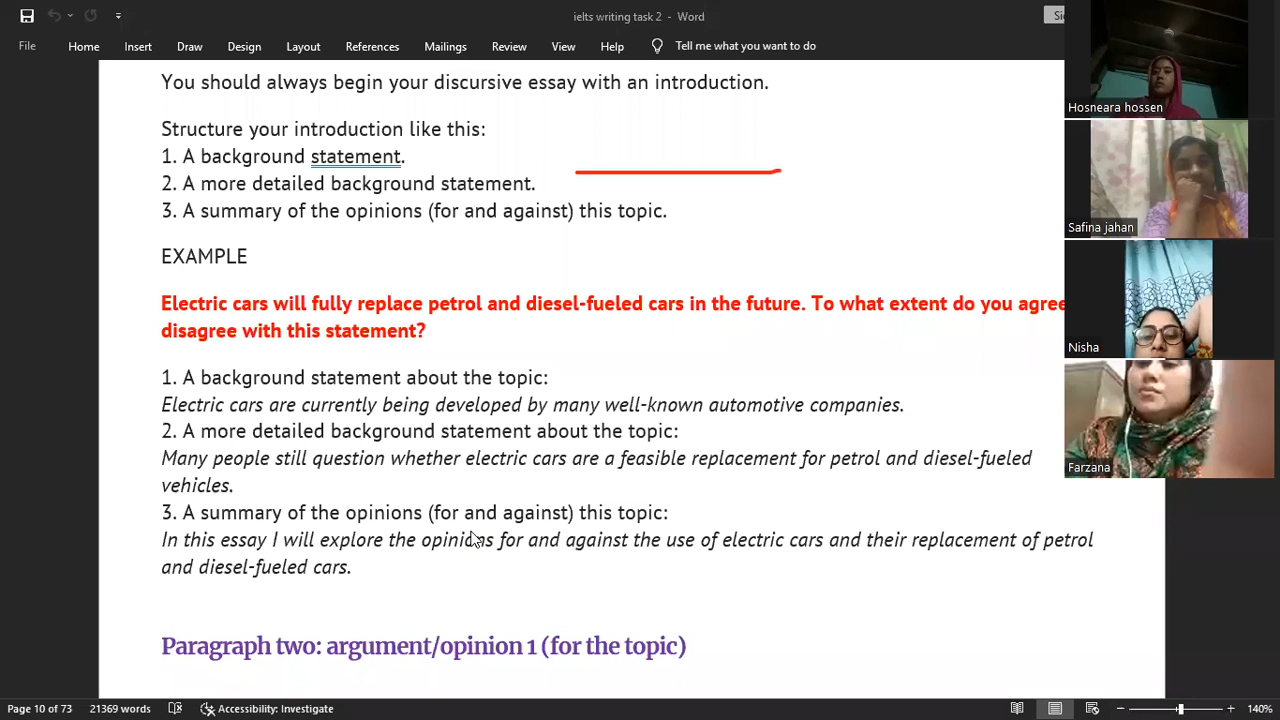 ielts writing task 2 - Word
File Home Insert Draw Design Layout References Mailings Review View Help Tell me what you want to do
You should always begin your discursive essay with an introduction.
Structure your introduction like this:
1. A background statement.
2. A more detailed background statement.
3. A summary of the opinions (for and against) this topic.
EXAMPLE
Electric cars will fully replace petrol and diesel-fueled cars in the future. To what extent do you agree
disagree with this statement?
1. A background statement about the topic:
Electric cars are currently being developed by many well-known automotive companies.
2. A more detailed background statement about the topic:
Many people still question whether electric cars are a feasible replacement for petrol and diesel-fueled
vehicles.
3. A summary of the opinions (for and against) this topic:
In this essay I will explore the opinions for and against the use of electric cars and their replacement of petrol
and diesel-fueled cars.
Paragraph two: argument/opinion 1 (for the topic)
Page 10 of 73 21369 words Accessibility: Investigate 140%
Hosneara hossen
Safina jahan
Nisha
Farzana